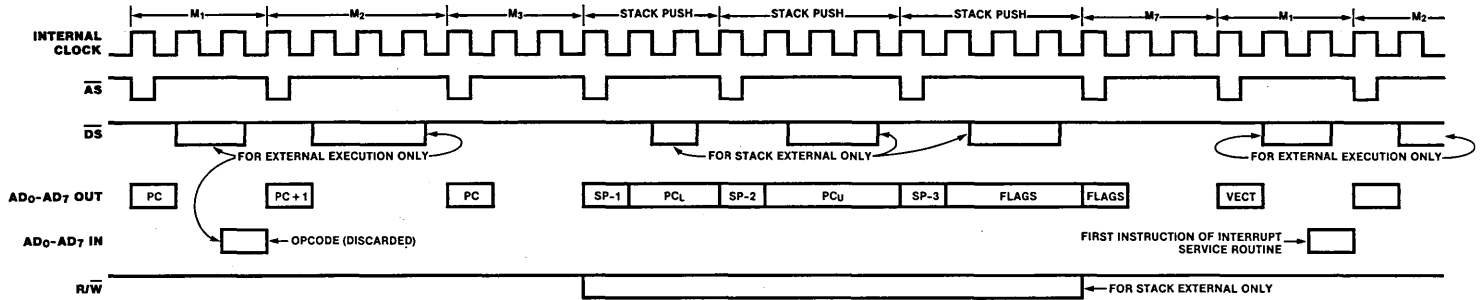 M₁ M₂ M₃ STACK PUSH STACK PUSH STACK PUSH M₇ M₁ M₂
INTERNAL
CLOCK
AS
DS
FOR EXTERNAL EXECUTION ONLY FOR STACK EXTERNAL ONLY FOR EXTERNAL EXECUTION ONLY
AD₀-AD₇ OUT PC PC+1 PC SP-1 PCL SP-2 PCU SP-3 FLAGS FLAGS VECT
AD₀-AD₇ IN OPCODE (DISCARDED) FIRST INSTRUCTION OF INTERRUPT
SERVICE ROUTINE
R/W FOR STACK EXTERNAL ONLY